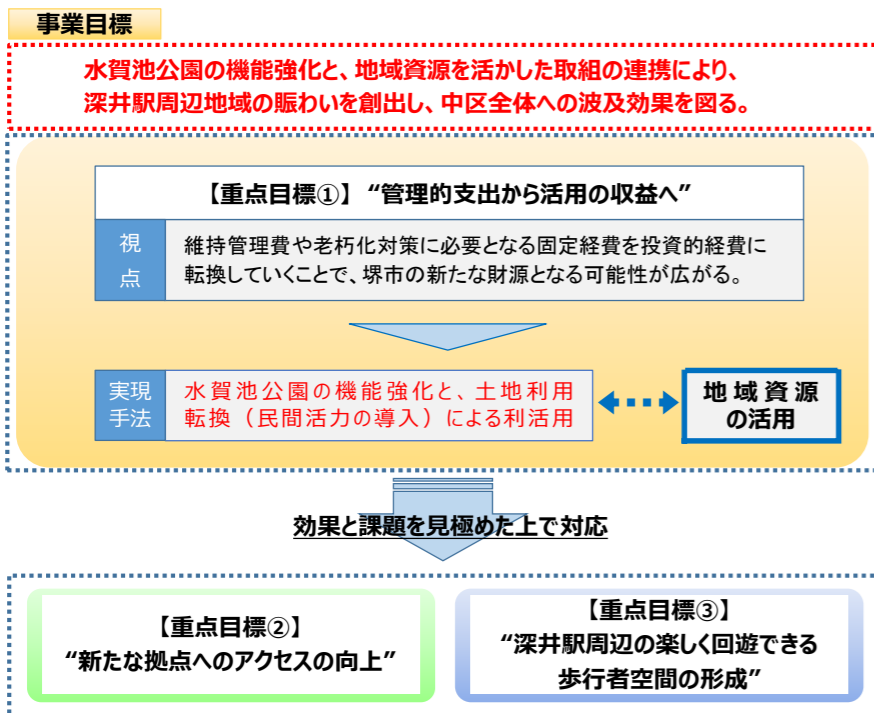 事業目標
水賀池公園の機能強化と、地域資源を活かした取組の連携により、
深井駅周辺地域の賑わいを創出し、中区全体への波及効果を図る。
【重点目標①】 “管理的支出から活用の収益へ”
視点
維持管理費や老朽化対策に必要となる固定経費を投資的経費に
転換していくことで、堺市の新たな財源となる可能性が広がる。
実現
手法
水賀池公園の機能強化と、土地利用
転換（民間活力の導入）による利活用
地域資源
の活用
効果と課題を見極めた上で対応
【重点目標②】
“新たな拠点へのアクセスの向上”
【重点目標③】
“深井駅周辺の楽しく回遊できる
歩行者空間の形成”